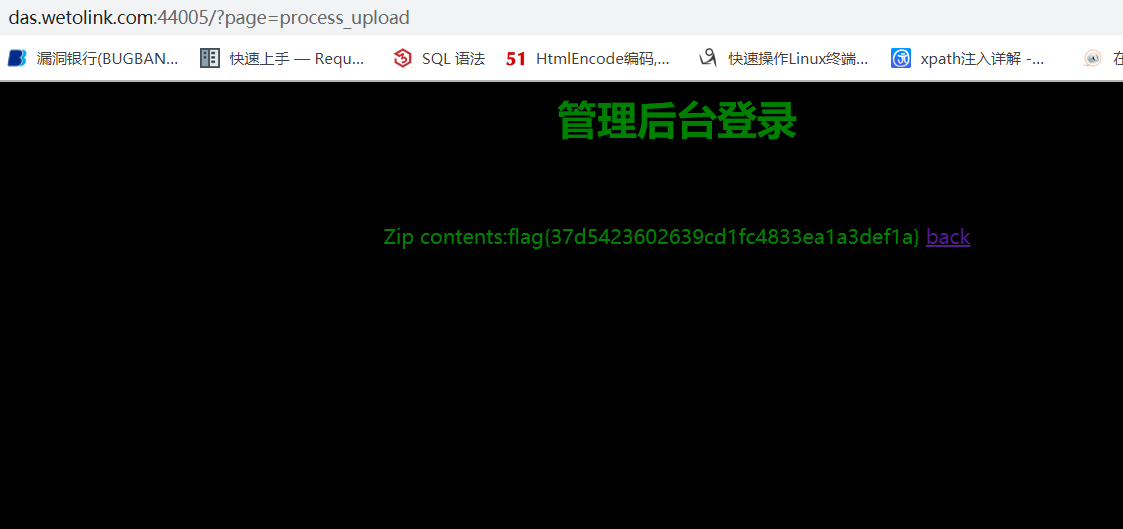 das.wetolink.com:44005/?page=process_upload
漏洞银行(BUGBAN... 快速上手 — Requ... SQL 语法 51 HtmlEncode编码,... 快速操作Linux终端... xpath注入详解 -...
管理后台登录
Zip contents:flag{37d5423602639cd1fc4833ea1a3def1a} back